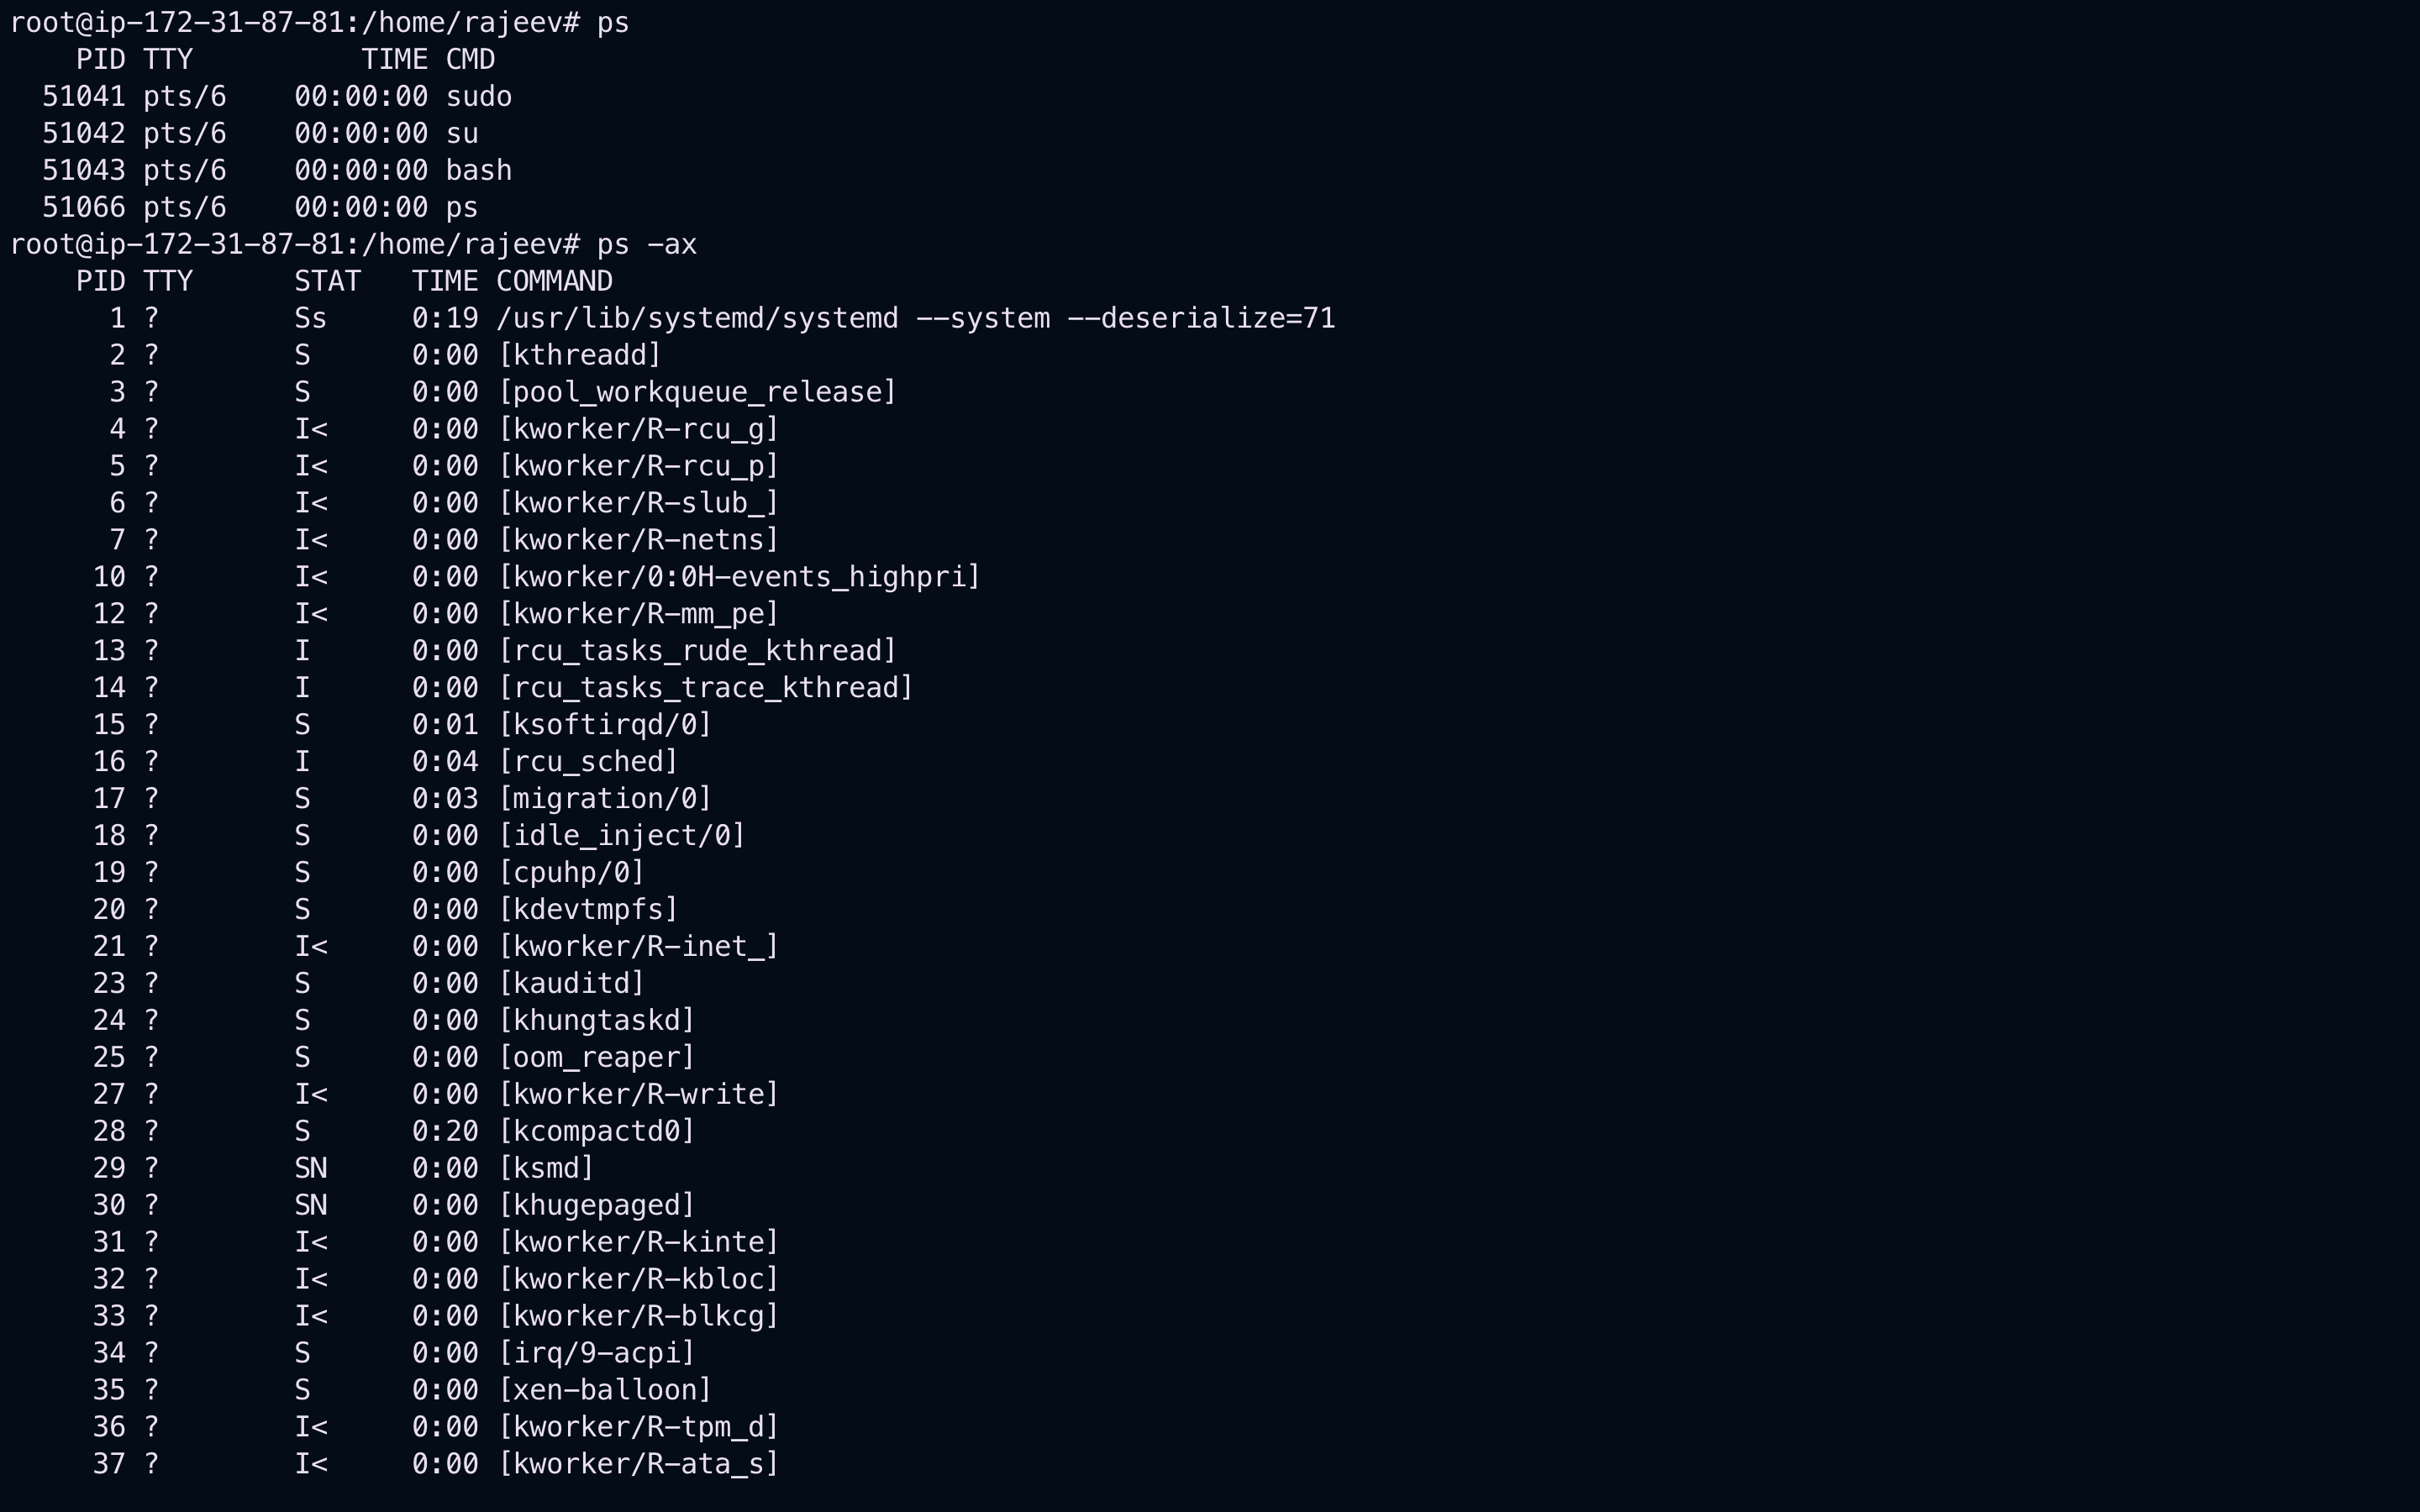 root@ip-172-31-87-81:/home/rajeev# ps
    PID TTY          TIME CMD
  51041 pts/6    00:00:00 sudo
  51042 pts/6    00:00:00 su
  51043 pts/6    00:00:00 bash
  51066 pts/6    00:00:00 ps
root@ip-172-31-87-81:/home/rajeev# ps -ax
    PID TTY      STAT   TIME COMMAND
      1 ?        Ss     0:19 /usr/lib/systemd/systemd --system --deserialize=71
      2 ?        S      0:00 [kthreadd]
      3 ?        S      0:00 [pool_workqueue_release]
      4 ?        I<     0:00 [kworker/R-rcu_g]
      5 ?        I<     0:00 [kworker/R-rcu_p]
      6 ?        I<     0:00 [kworker/R-slub_]
      7 ?        I<     0:00 [kworker/R-netns]
     10 ?        I<     0:00 [kworker/0:0H-events_highpri]
     12 ?        I<     0:00 [kworker/R-mm_pe]
     13 ?        I      0:00 [rcu_tasks_rude_kthread]
     14 ?        I      0:00 [rcu_tasks_trace_kthread]
     15 ?        S      0:01 [ksoftirqd/0]
     16 ?        I      0:04 [rcu_sched]
     17 ?        S      0:03 [migration/0]
     18 ?        S      0:00 [idle_inject/0]
     19 ?        S      0:00 [cpuhp/0]
     20 ?        S      0:00 [kdevtmpfs]
     21 ?        I<     0:00 [kworker/R-inet_]
     23 ?        S      0:00 [kauditd]
     24 ?        S      0:00 [khungtaskd]
     25 ?        S      0:00 [oom_reaper]
     27 ?        I<     0:00 [kworker/R-write]
     28 ?        S      0:20 [kcompactd0]
     29 ?        SN     0:00 [ksmd]
     30 ?        SN     0:00 [khugepaged]
     31 ?        I<     0:00 [kworker/R-kinte]
     32 ?        I<     0:00 [kworker/R-kbloc]
     33 ?        I<     0:00 [kworker/R-blkcg]
     34 ?        S      0:00 [irq/9-acpi]
     35 ?        S      0:00 [xen-balloon]
     36 ?        I<     0:00 [kworker/R-tpm_d]
     37 ?        I<     0:00 [kworker/R-ata_s]